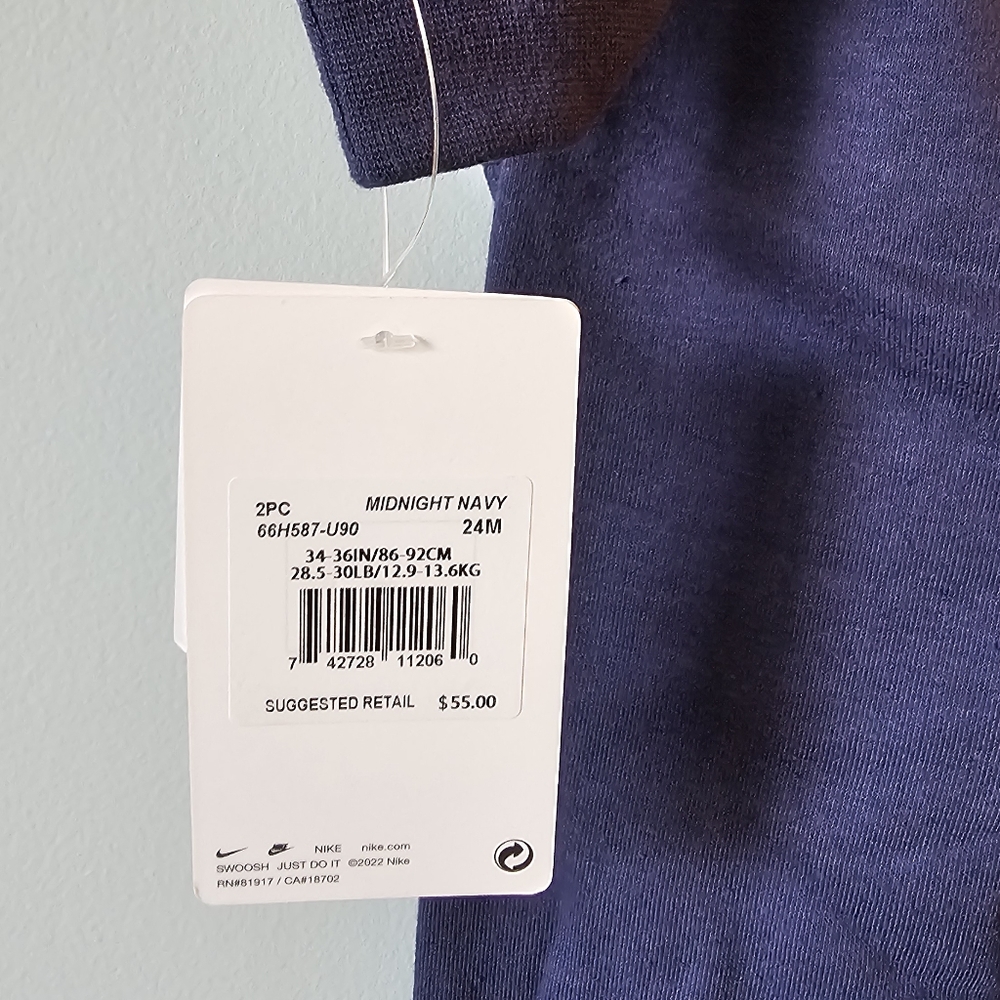 2PC MIDNIGHT NAVY
66H587-U90 24M
34-36IN/86-92CM
28.5-30LB/12.9-13.6KG
7 42728 11206 0
SUGGESTED RETAIL $55.00
NIKE nike.com
SWOOSH JUST DO IT ©2022 Nike
RN#81917 / CA#18702